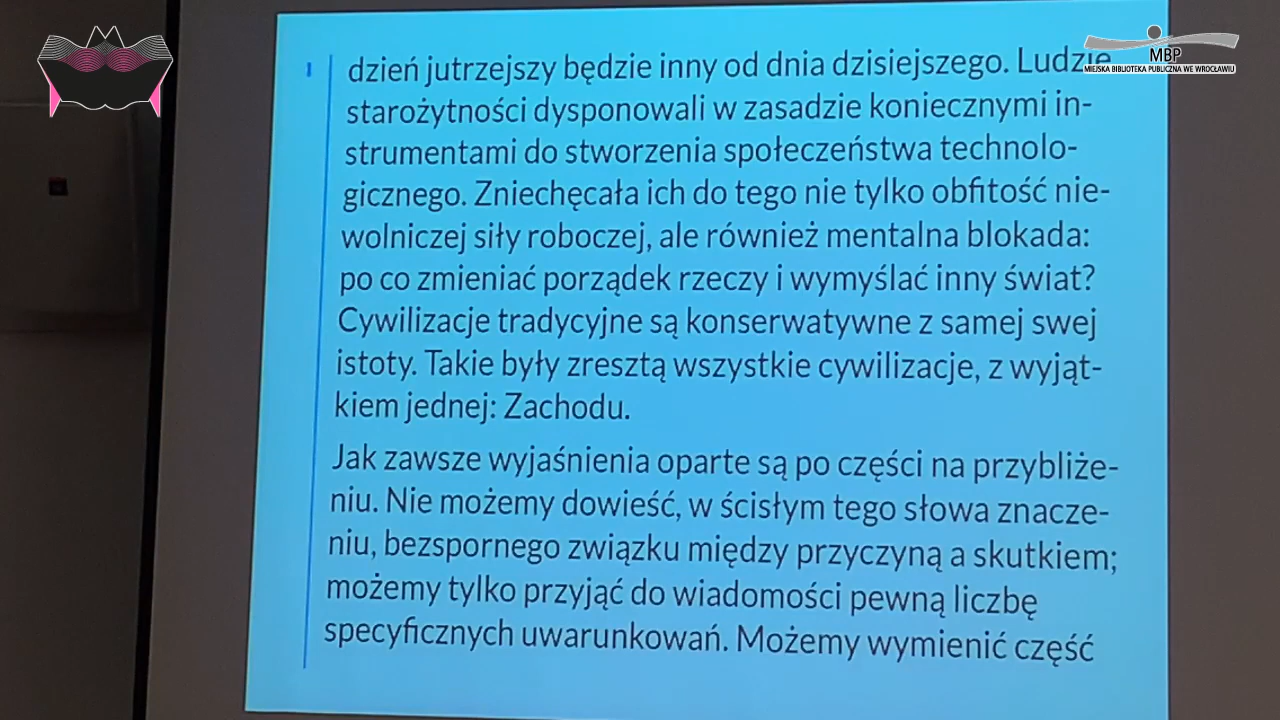 dzień jutrzejszy będzie inny od dnia dzisiejszego. Ludzie
starożytności dysponowali w zasadzie koniecznymi in-
strumentami do stworzenia społeczeństwa technolo-
gicznego. Zniechęcała ich do tego nie tylko obfitość nie-
wolniczej siły roboczej, ale również mentalna blokada:
po co zmieniać porządek rzeczy i wymyślać inny świat?
Cywilizacje tradycyjne są konserwatywne z samej swej
istoty. Takie były zresztą wszystkie cywilizacje, z wyjąt-
kiem jednej: Zachodu.
Jak zawsze wyjaśnienia oparte są po części na przybliże-
niu. Nie możemy dowieść, w ścisłym tego słowa znacze-
niu, bezspornego związku między przyczyną a skutkiem;
możemy tylko przyjąć do wiadomości pewną liczbę
specyficznych uwarunkowań. Możemy wymienić część
MBP
MIEJSKA BIBLIOTEKA PUBLICZNA WE WROCŁAWIU